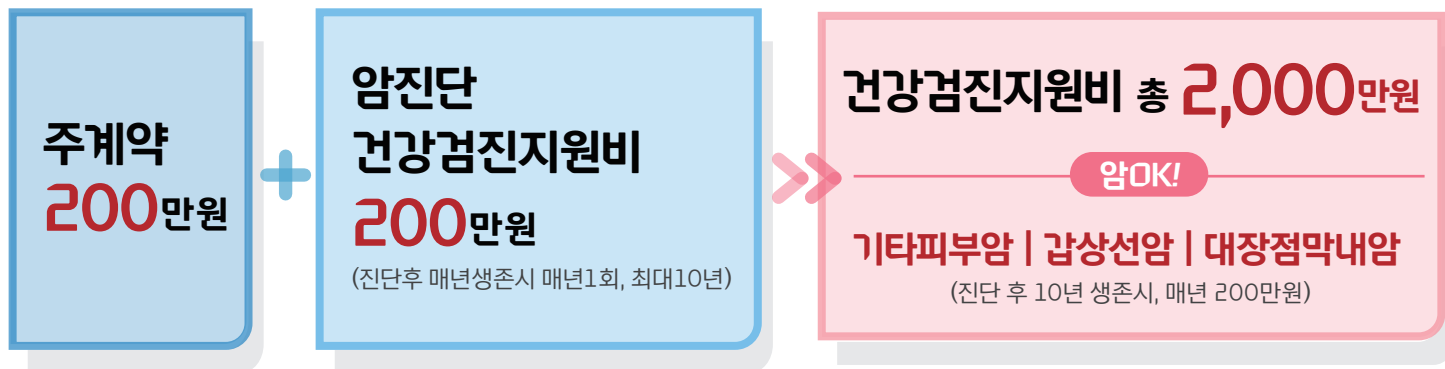 주계약
200만원
+
암진단
건강검진지원비
200만원
(진단후 매년생존시 매년1회, 최대10년)
건강검진지원비 총 2,000만원
암OK!
기타피부암 | 갑상선암 | 대장점막내암
(진단 후 10년 생존시, 매년 200만원)